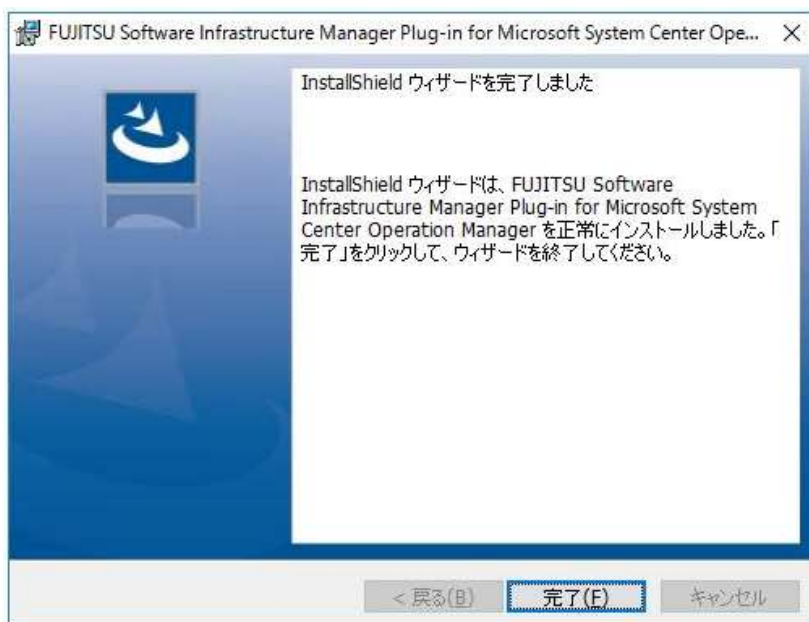 FUJITSU Software Infrastructure Manager Plug-in for Microsoft System Center Ope...
InstallShield ウィザードを完了しました
InstallShield ウィザードは、FUJITSU Software
Infrastructure Manager Plug-in for Microsoft System
Center Operation Manager を正常にインストールしました。「
完了」をクリックして、ウィザードを終了してください。
< 戻る(B)
完了(F)
キャンセル